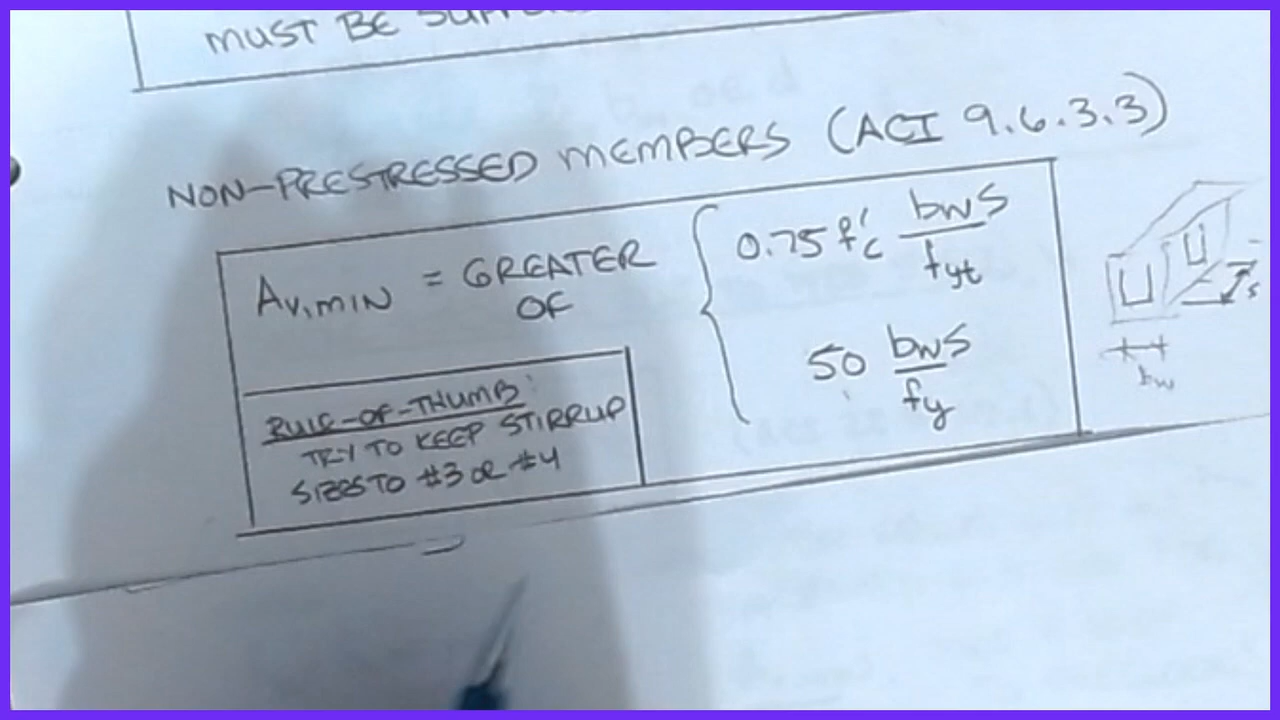 MUST BE
NON-PRESTRESSED MEMBERS (ACI 9.6.3.3)
Av,MIN = GREATER OF
0.75 f'c bws/fyt
50 bws/fy
RULE-OF-THUMB:
TRY TO KEEP STIRRUP
SIZES TO #3 OR #4
s
bw